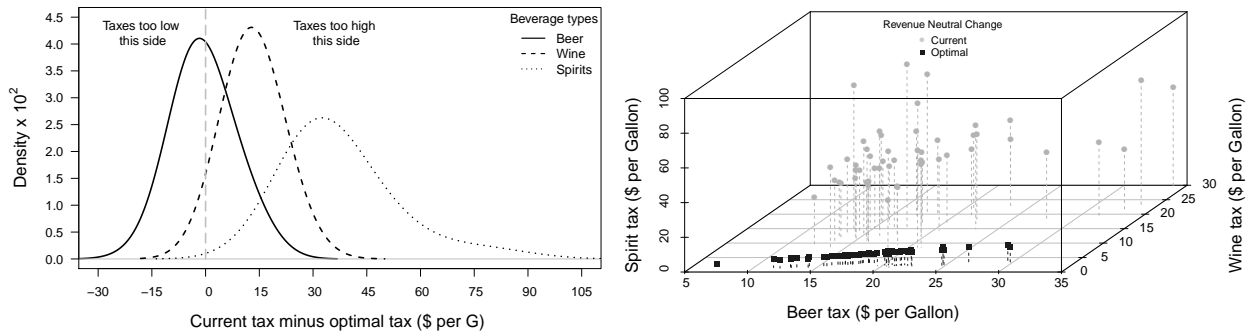 Taxes too low
this side
Taxes too high
this side
Beverage types
Beer
Wine
Spirits
Density x 10²
4.5
4.0
3.5
3.0
2.5
2.0
1.5
1.0
0.5
0.0
−30 −15 0 15 30 45 60 75 90 105
Current tax minus optimal tax ($ per G)
Revenue Neutral Change
Current
Optimal
Spirit tax ($ per Gallon)
100
80
60
40
20
0
5 10 15 20 25 30 35
Beer tax ($ per Gallon)
Wine tax ($ per Gallon)
30
25
20
15
10
5
0